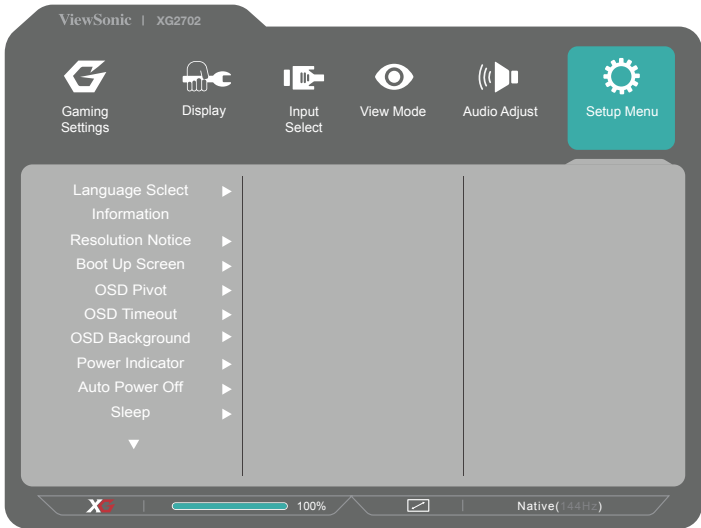 ViewSonic | XG2702
Gaming
Settings
Display
Input
Select
View Mode
Audio Adjust
Setup Menu
Language Sclect
Information
Resolution Notice
Boot Up Screen
OSD Pivot
OSD Timeout
OSD Background
Power Indicator
Auto Power Off
Sleep
XG | 100% | Native(144Hz)